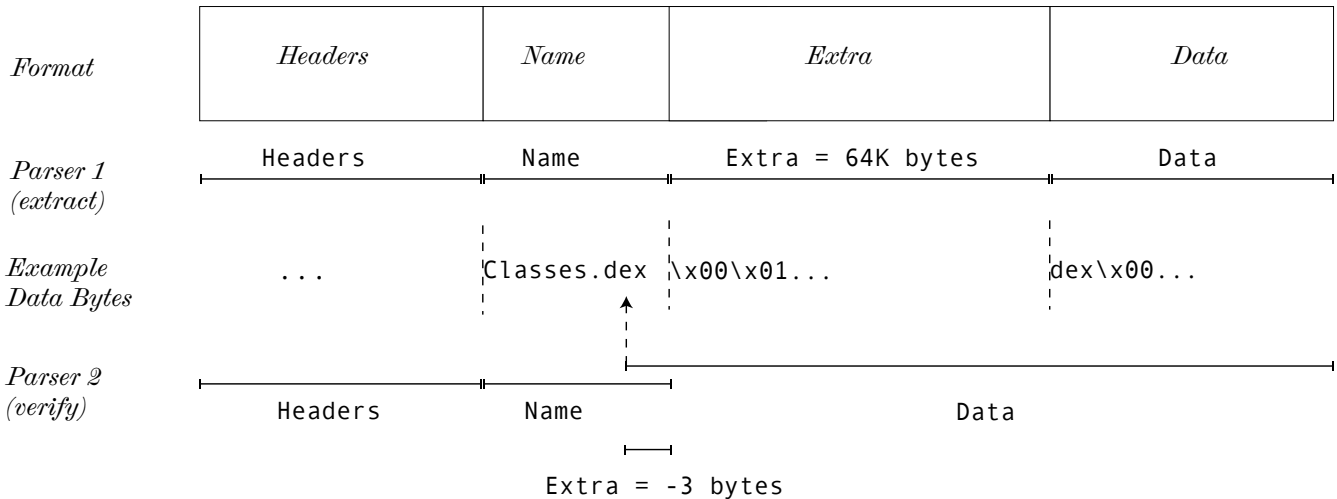 Format
Headers Name Extra Data
Parser 1
(extract)
Headers Name Extra = 64K bytes Data
Example
Data Bytes
... Classes.dex \x00\x01... dex\x00...
Parser 2
(verify)
Headers Name Data
Extra = -3 bytes